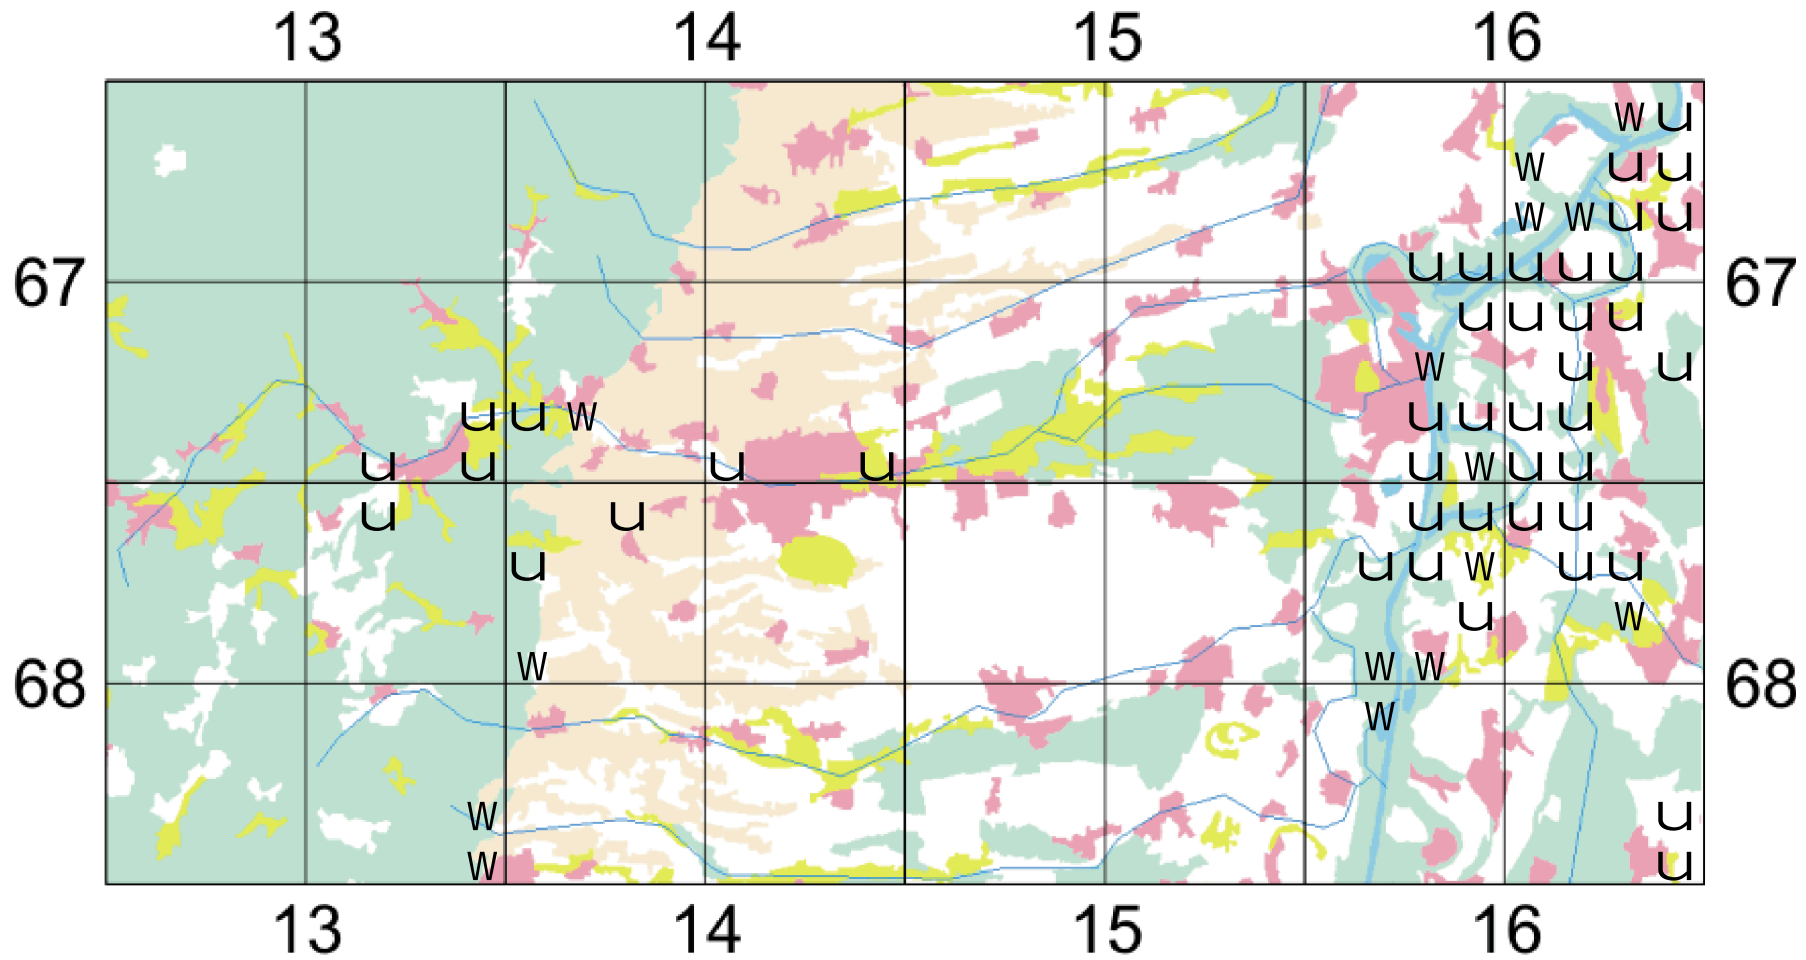 13 14 15 16
w u
w u u
w w u u
u u u u u
67 67
u u u u
w u u
u u w u u u u
u u u u u w u u
u u u u u u
u u u w u u
u w
w w w
68 68
w
w u
w u
13 14 15 16